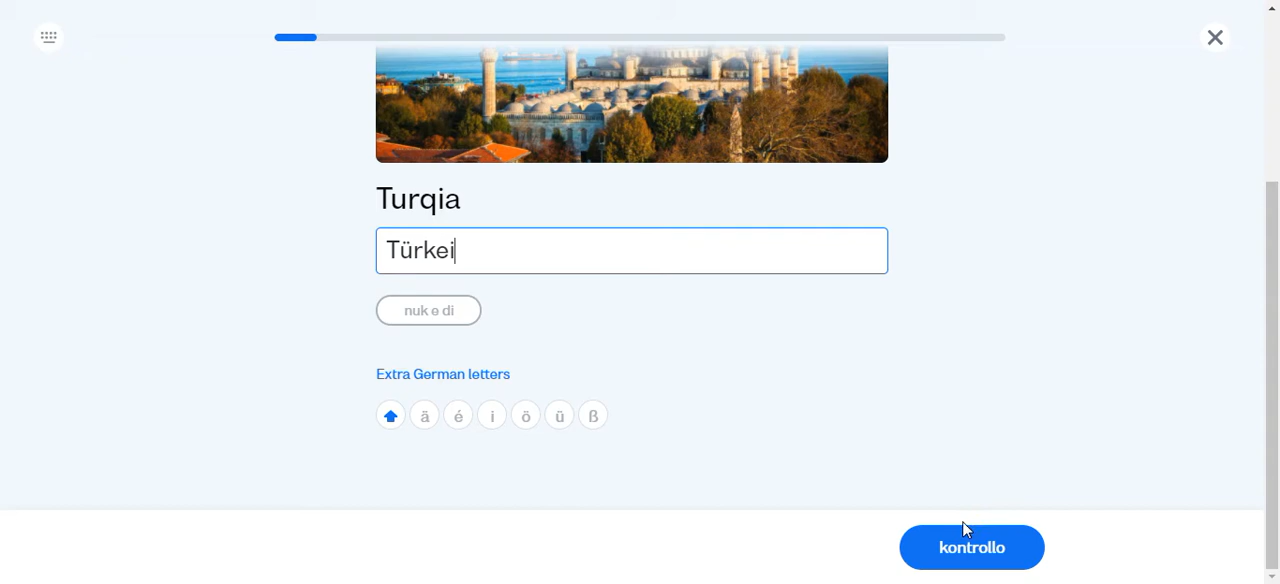 Turqia
Türkei
nuk e di
Extra German letters
ä é i ö ü ß
kontrollo